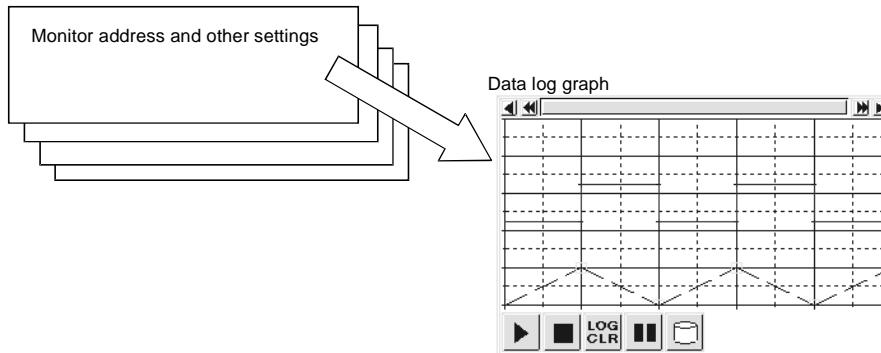 Monitor address and other settings
Data log graph
LOG
CLR